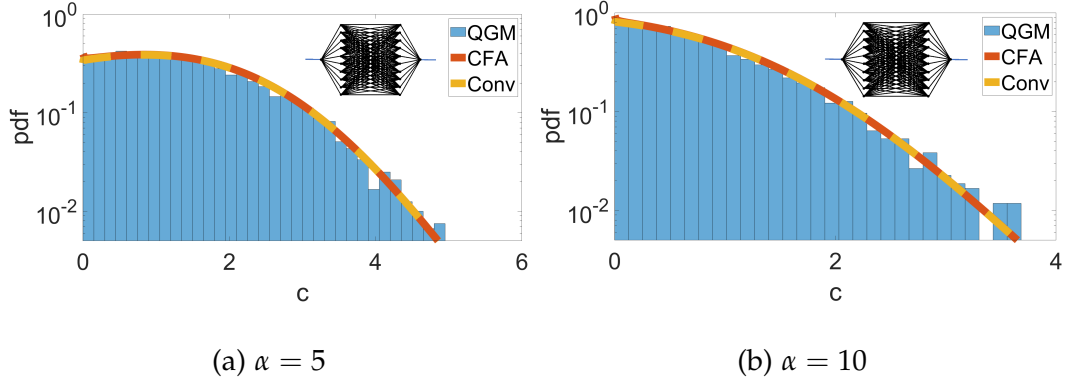 10^0
10^-1
10^-2
pdf
QGM
CFA
Conv
0 2 4 6
c
(a) α = 5
10^0
10^-1
10^-2
pdf
QGM
CFA
Conv
0 2 4
c
(b) α = 10